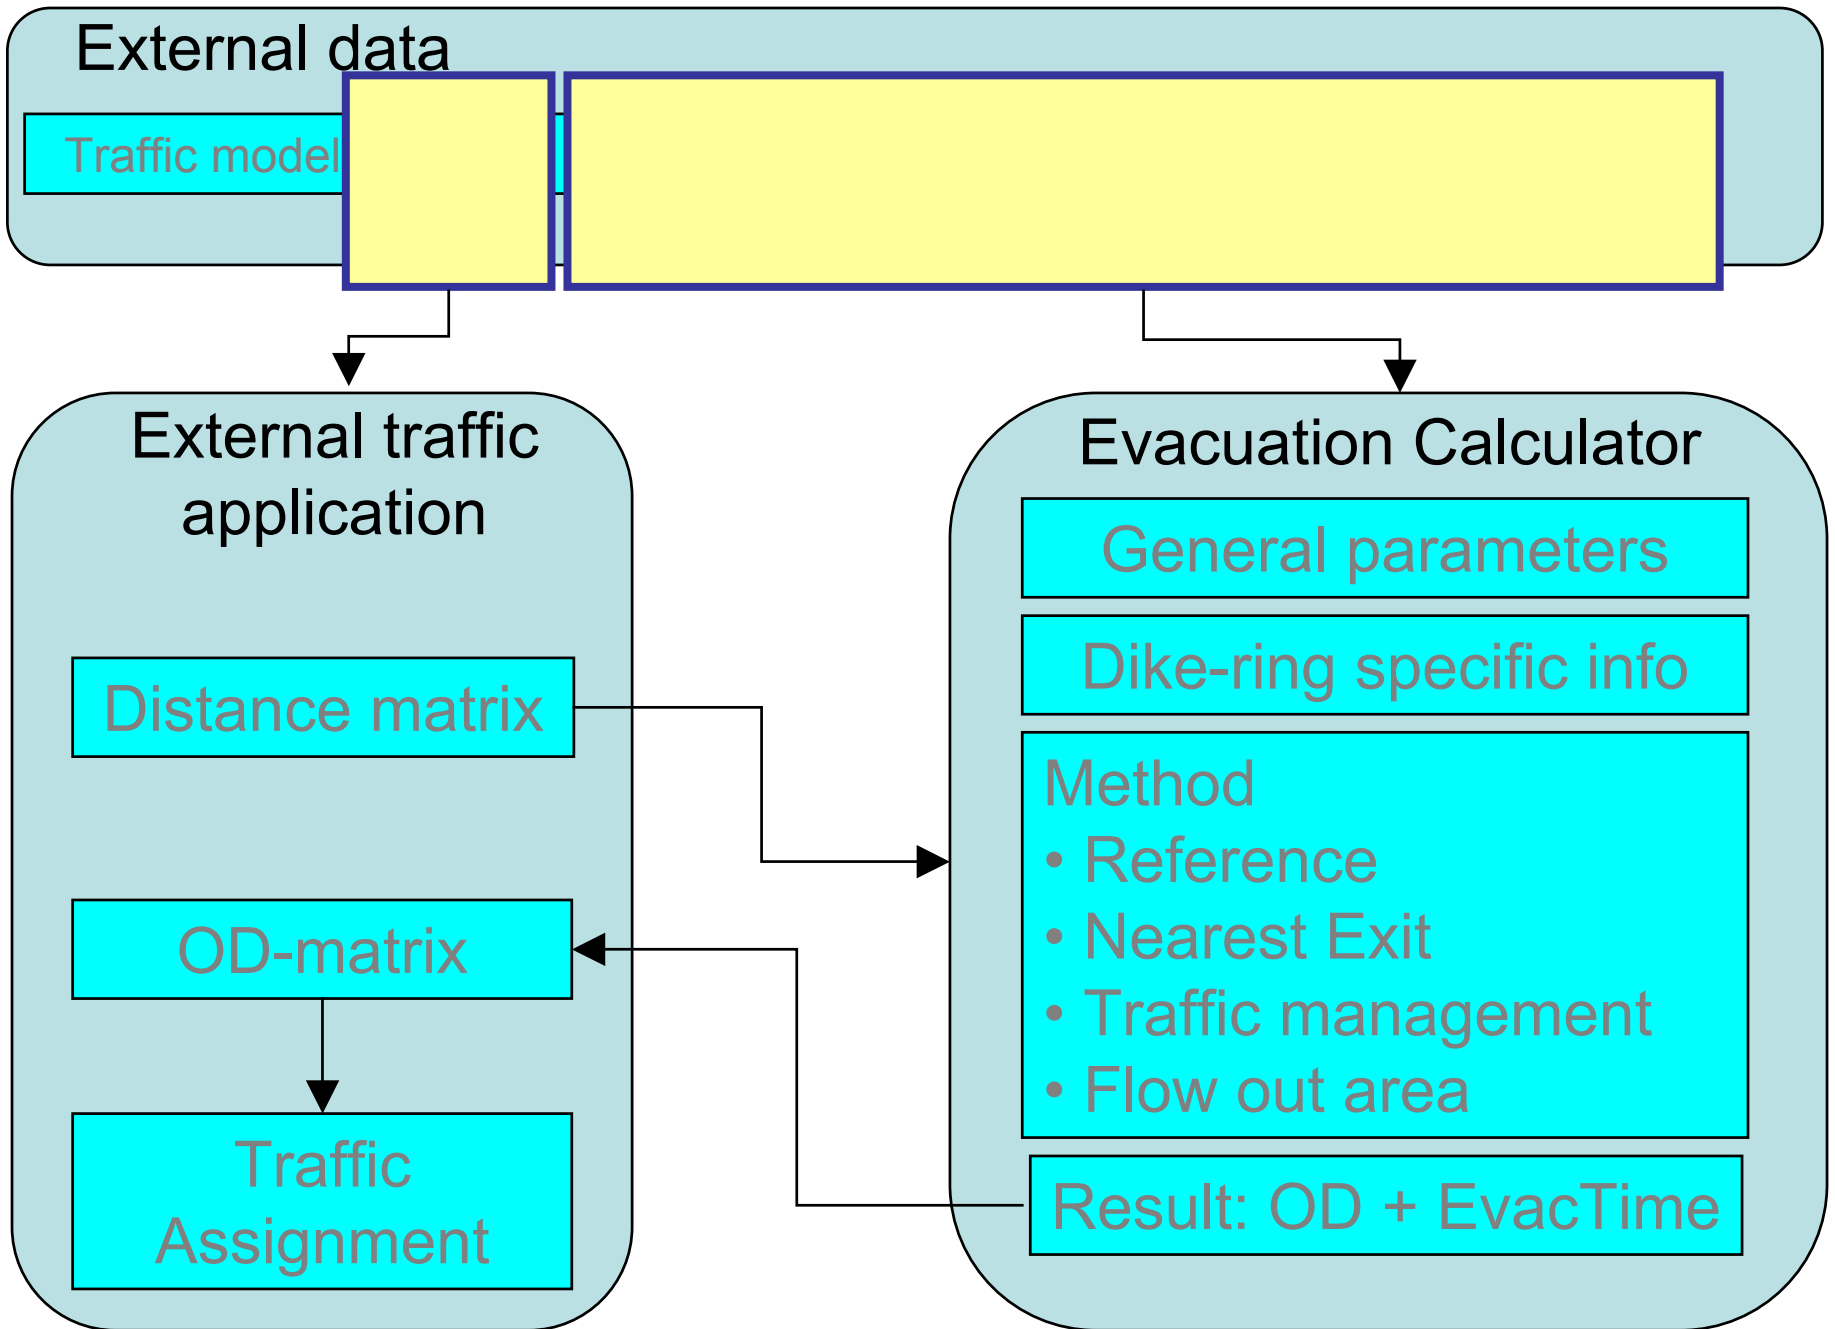 External data
Traffic model
External traffic
application
Distance matrix
OD-matrix
Traffic
Assignment
Evacuation Calculator
General parameters
Dike-ring specific info
Method
• Reference
• Nearest Exit
• Traffic management
• Flow out area
Result: OD + EvacTime